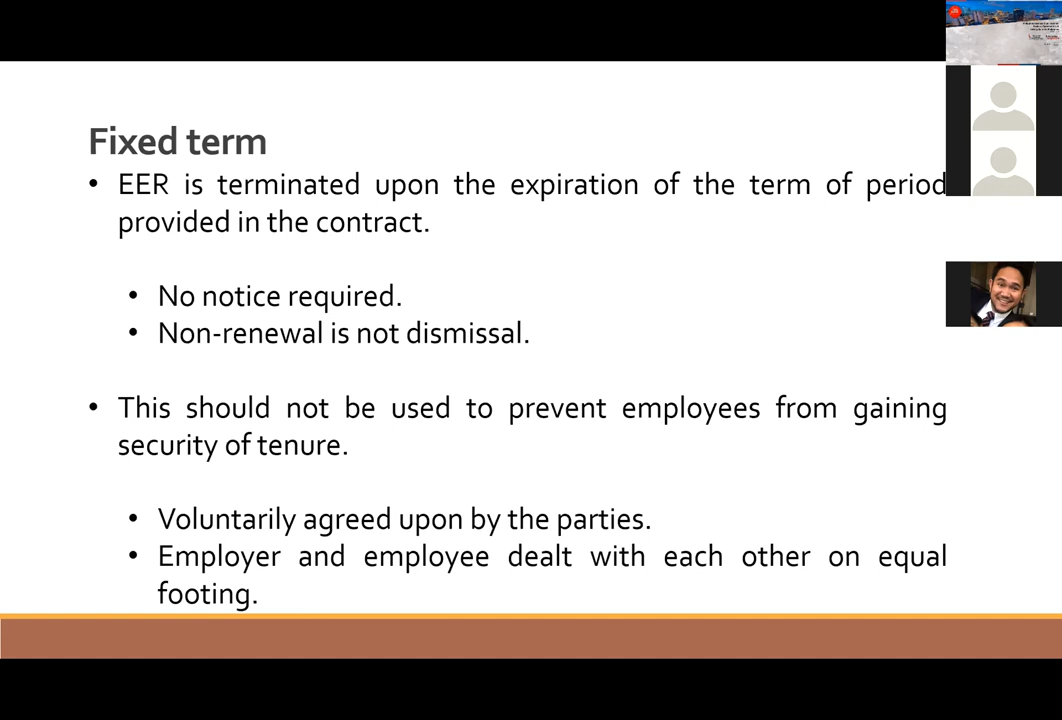 Fixed term
• EER is terminated upon the expiration of the term of period
provided in the contract.
• No notice required.
• Non-renewal is not dismissal.
• This should not be used to prevent employees from gaining
security of tenure.
• Voluntarily agreed upon by the parties.
• Employer and employee dealt with each other on equal
footing.